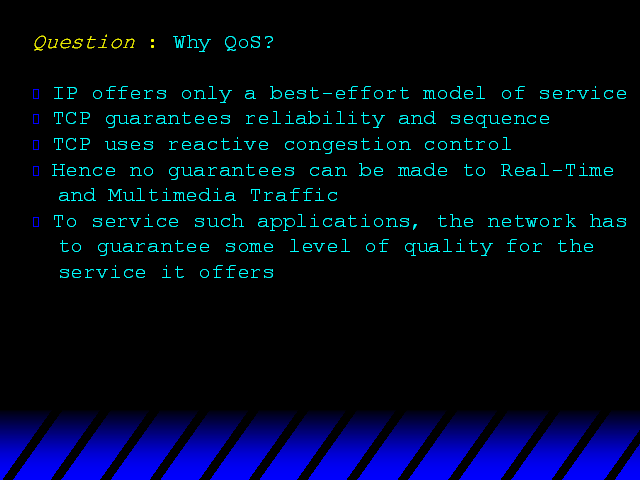 Question : Why QoS?
IP offers only a best-effort model of service
TCP guarantees reliability and sequence
TCP uses reactive congestion control
Hence no guarantees can be made to Real-Time
and Multimedia Traffic
To service such applications, the network has
to guarantee some level of quality for the
service it offers